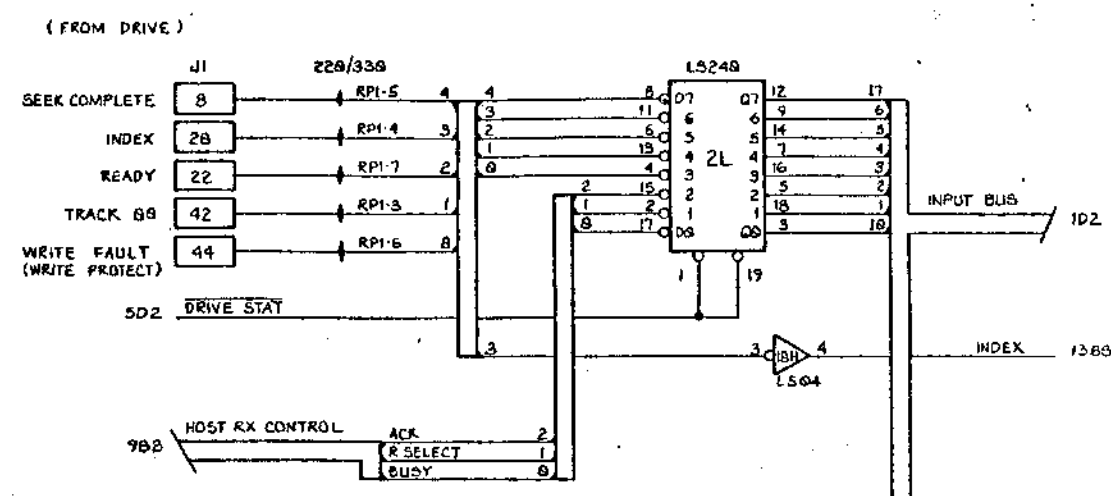 (FROM DRIVE)
J1 220/330 LS240
SEEK COMPLETE 8 RP1-5 4 4 8 D7 Q7 12 17
3 11 6 6 9 6
INDEX 20 RP1-4 3 2 6 5 5 14 5
1 13 4 2L 4 7 4
READY 22 RP1-7 2 0 4 3 3 16 3
2 15 2 2 5 2
TRACK 00 42 RP1-3 1 1 2 1 1 18 1
0 17 D0 Q0 3 10
INPUT BUS 1D2
WRITE FAULT 44 RP1-6 0
(WRITE PROTECT)
1 19
5D2 DRIVE STAT
3 3 18H 4 INDEX 13B8
LS04
9B8 HOST RX CONTROL
ACK 2
R SELECT 1
BUSY 0